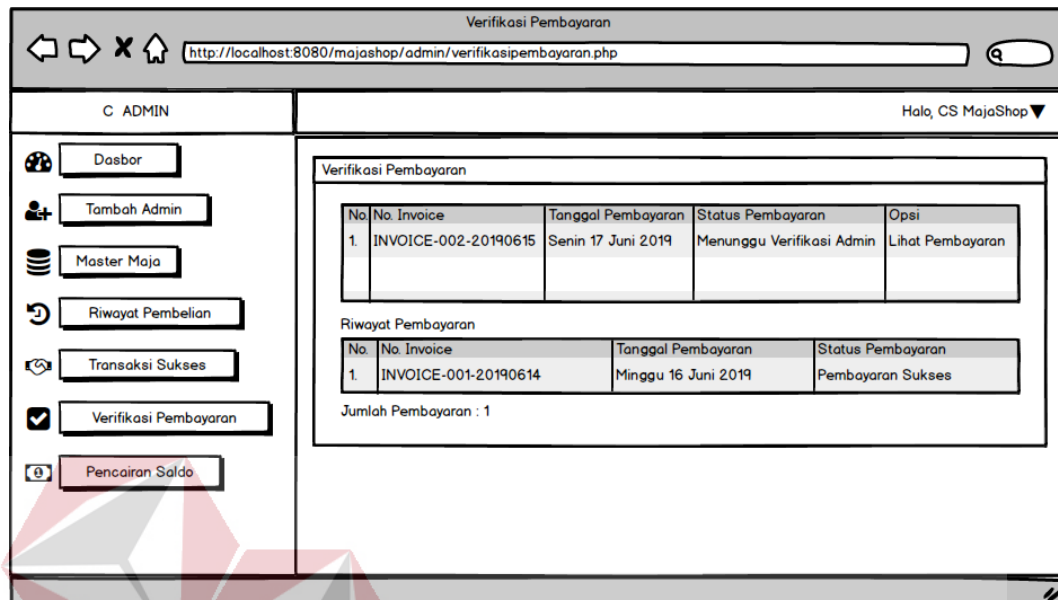 Verifikasi Pembayaran
http://localhost:8080/majashop/admin/verifikasipembayaran.php
C ADMIN
Halo, CS MajaShop
Dasbor
Tambah Admin
Master Maja
Riwayat Pembelian
Transaksi Sukses
Verifikasi Pembayaran
Pencairan Saldo
Verifikasi Pembayaran
No. No. Invoice Tanggal Pembayaran Status Pembayaran Opsi
1. INVOICE-002-20190615 Senin 17 Juni 2019 Menunggu Verifikasi Admin Lihat Pembayaran
Riwayat Pembayaran
No. No. Invoice Tanggal Pembayaran Status Pembayaran
1. INVOICE-001-20190614 Minggu 16 Juni 2019 Pembayaran Sukses
Jumlah Pembayaran : 1